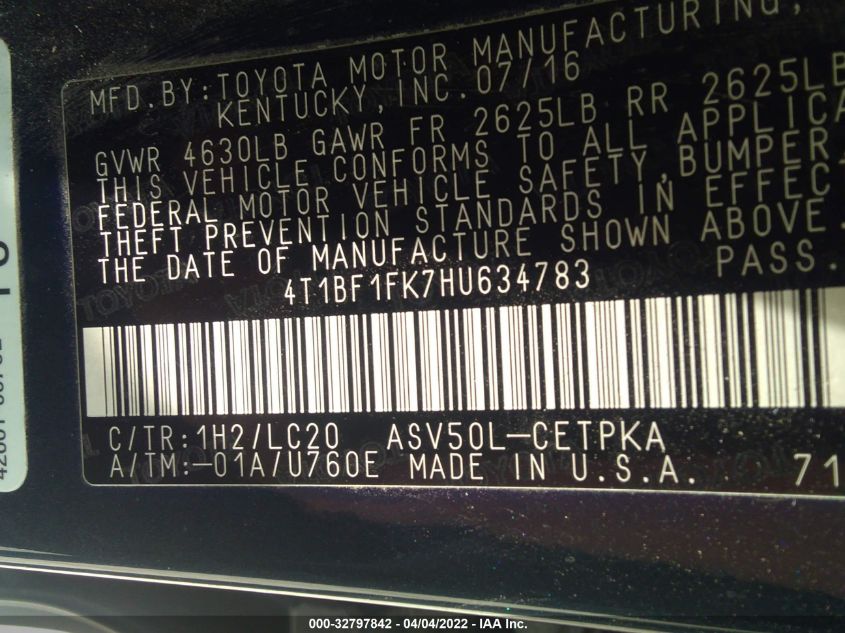 MFD. BY: TOYOTA MOTOR MANUFACTURING,
KENTUCKY, INC. 07/16
GVWR 4630LB GAWR FR 2625LB RR 2625LB
THIS VEHICLE CONFORMS TO ALL APPLICA
FEDERAL MOTOR VEHICLE SAFETY, BUMPER,
THEFT PREVENTION STANDARDS IN EFFEC
THE DATE OF MANUFACTURE SHOWN ABOVE.
4T1BF1FK7HU634783 PASS.
C/TR: 1H2/LC20 ASV50L-CETPKA
A/TM:-01A/U760E MADE IN U.S.A. 71
000-32797842 - 04/04/2022 - IAA Inc.